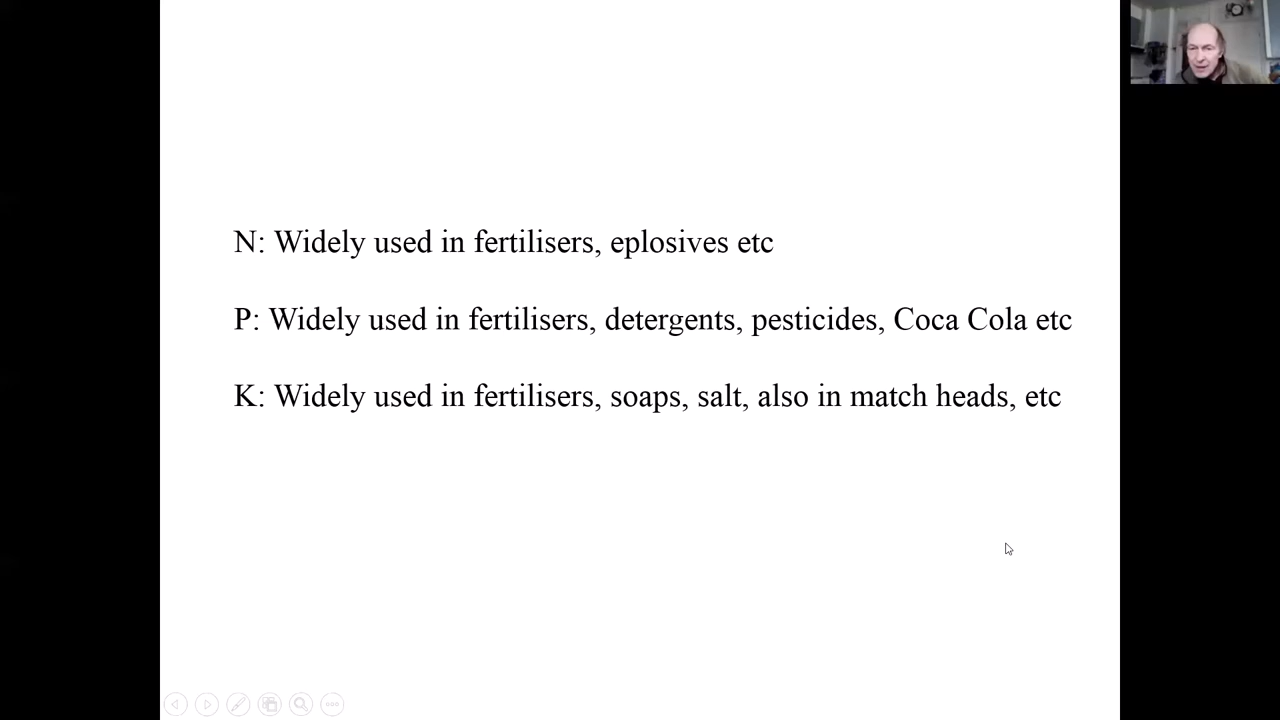 N: Widely used in fertilisers, eplosives etc
P: Widely used in fertilisers, detergents, pesticides, Coca Cola etc
K: Widely used in fertilisers, soaps, salt, also in match heads, etc